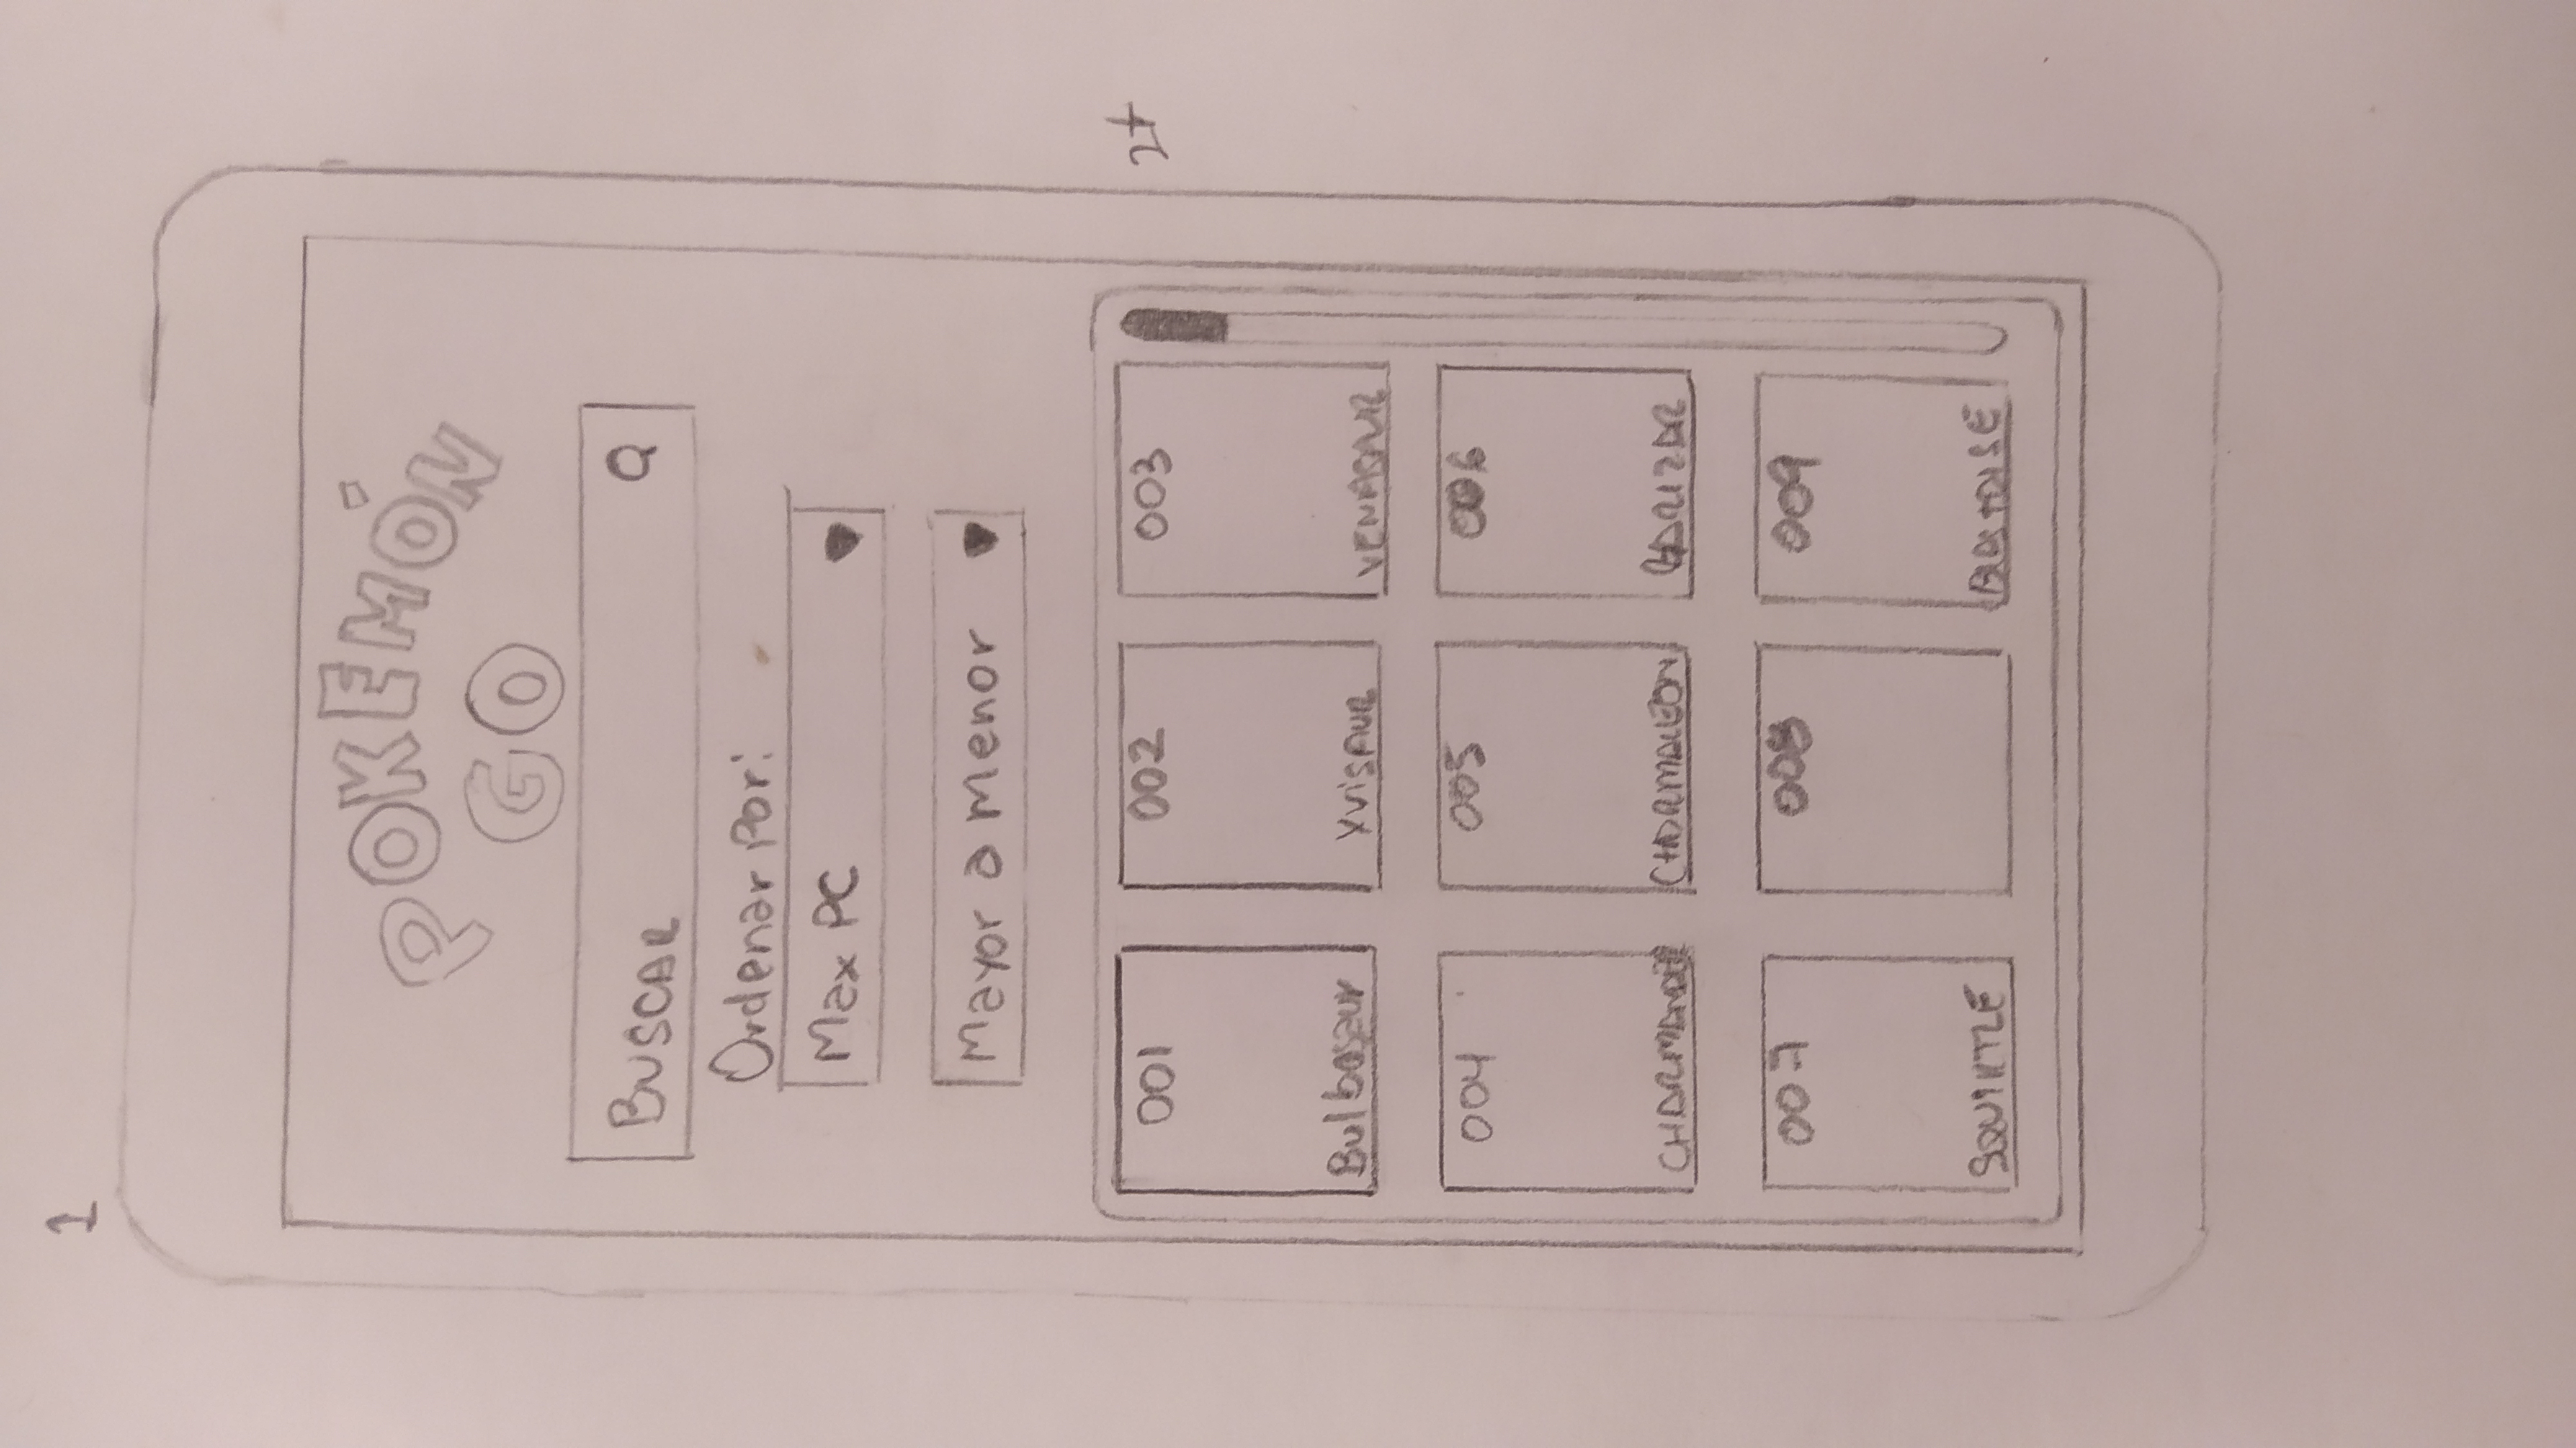 1
POKEMÓN
GO
BUSCAR
Ordenar Por:
Max PC
Mayor a menor
001 002 003
Bulbasaur YVISAUR VENASAUR
2+
004 005 006
CHARMANDER CHARMALEON CHARIZAR
007 008 009
SQUIRTLE BLASTOISE